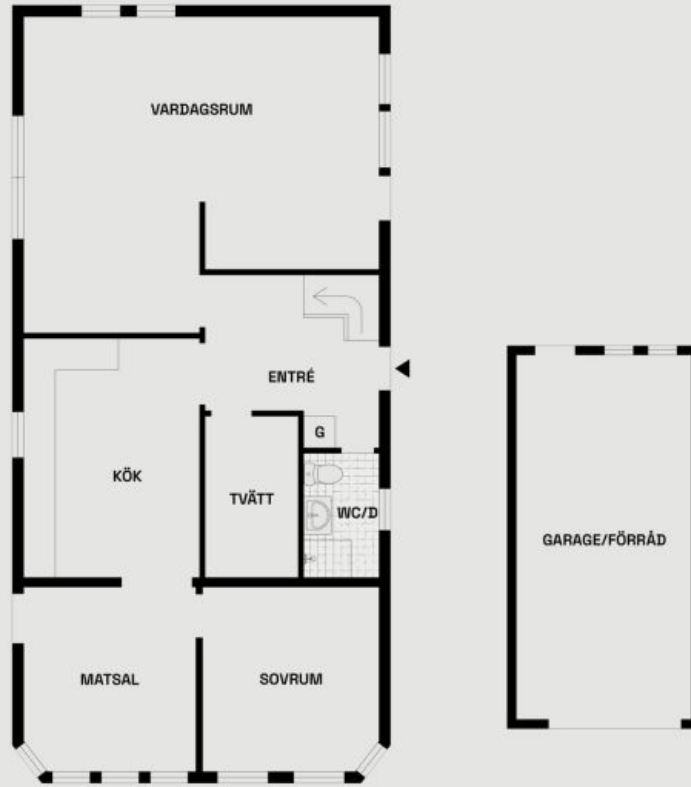 VARDAGSRUM
ENTRÉ
G
KÖK
TVÄTT
WC/D
GARAGE/FÖRRÅD
MATSAL
SOVRUM